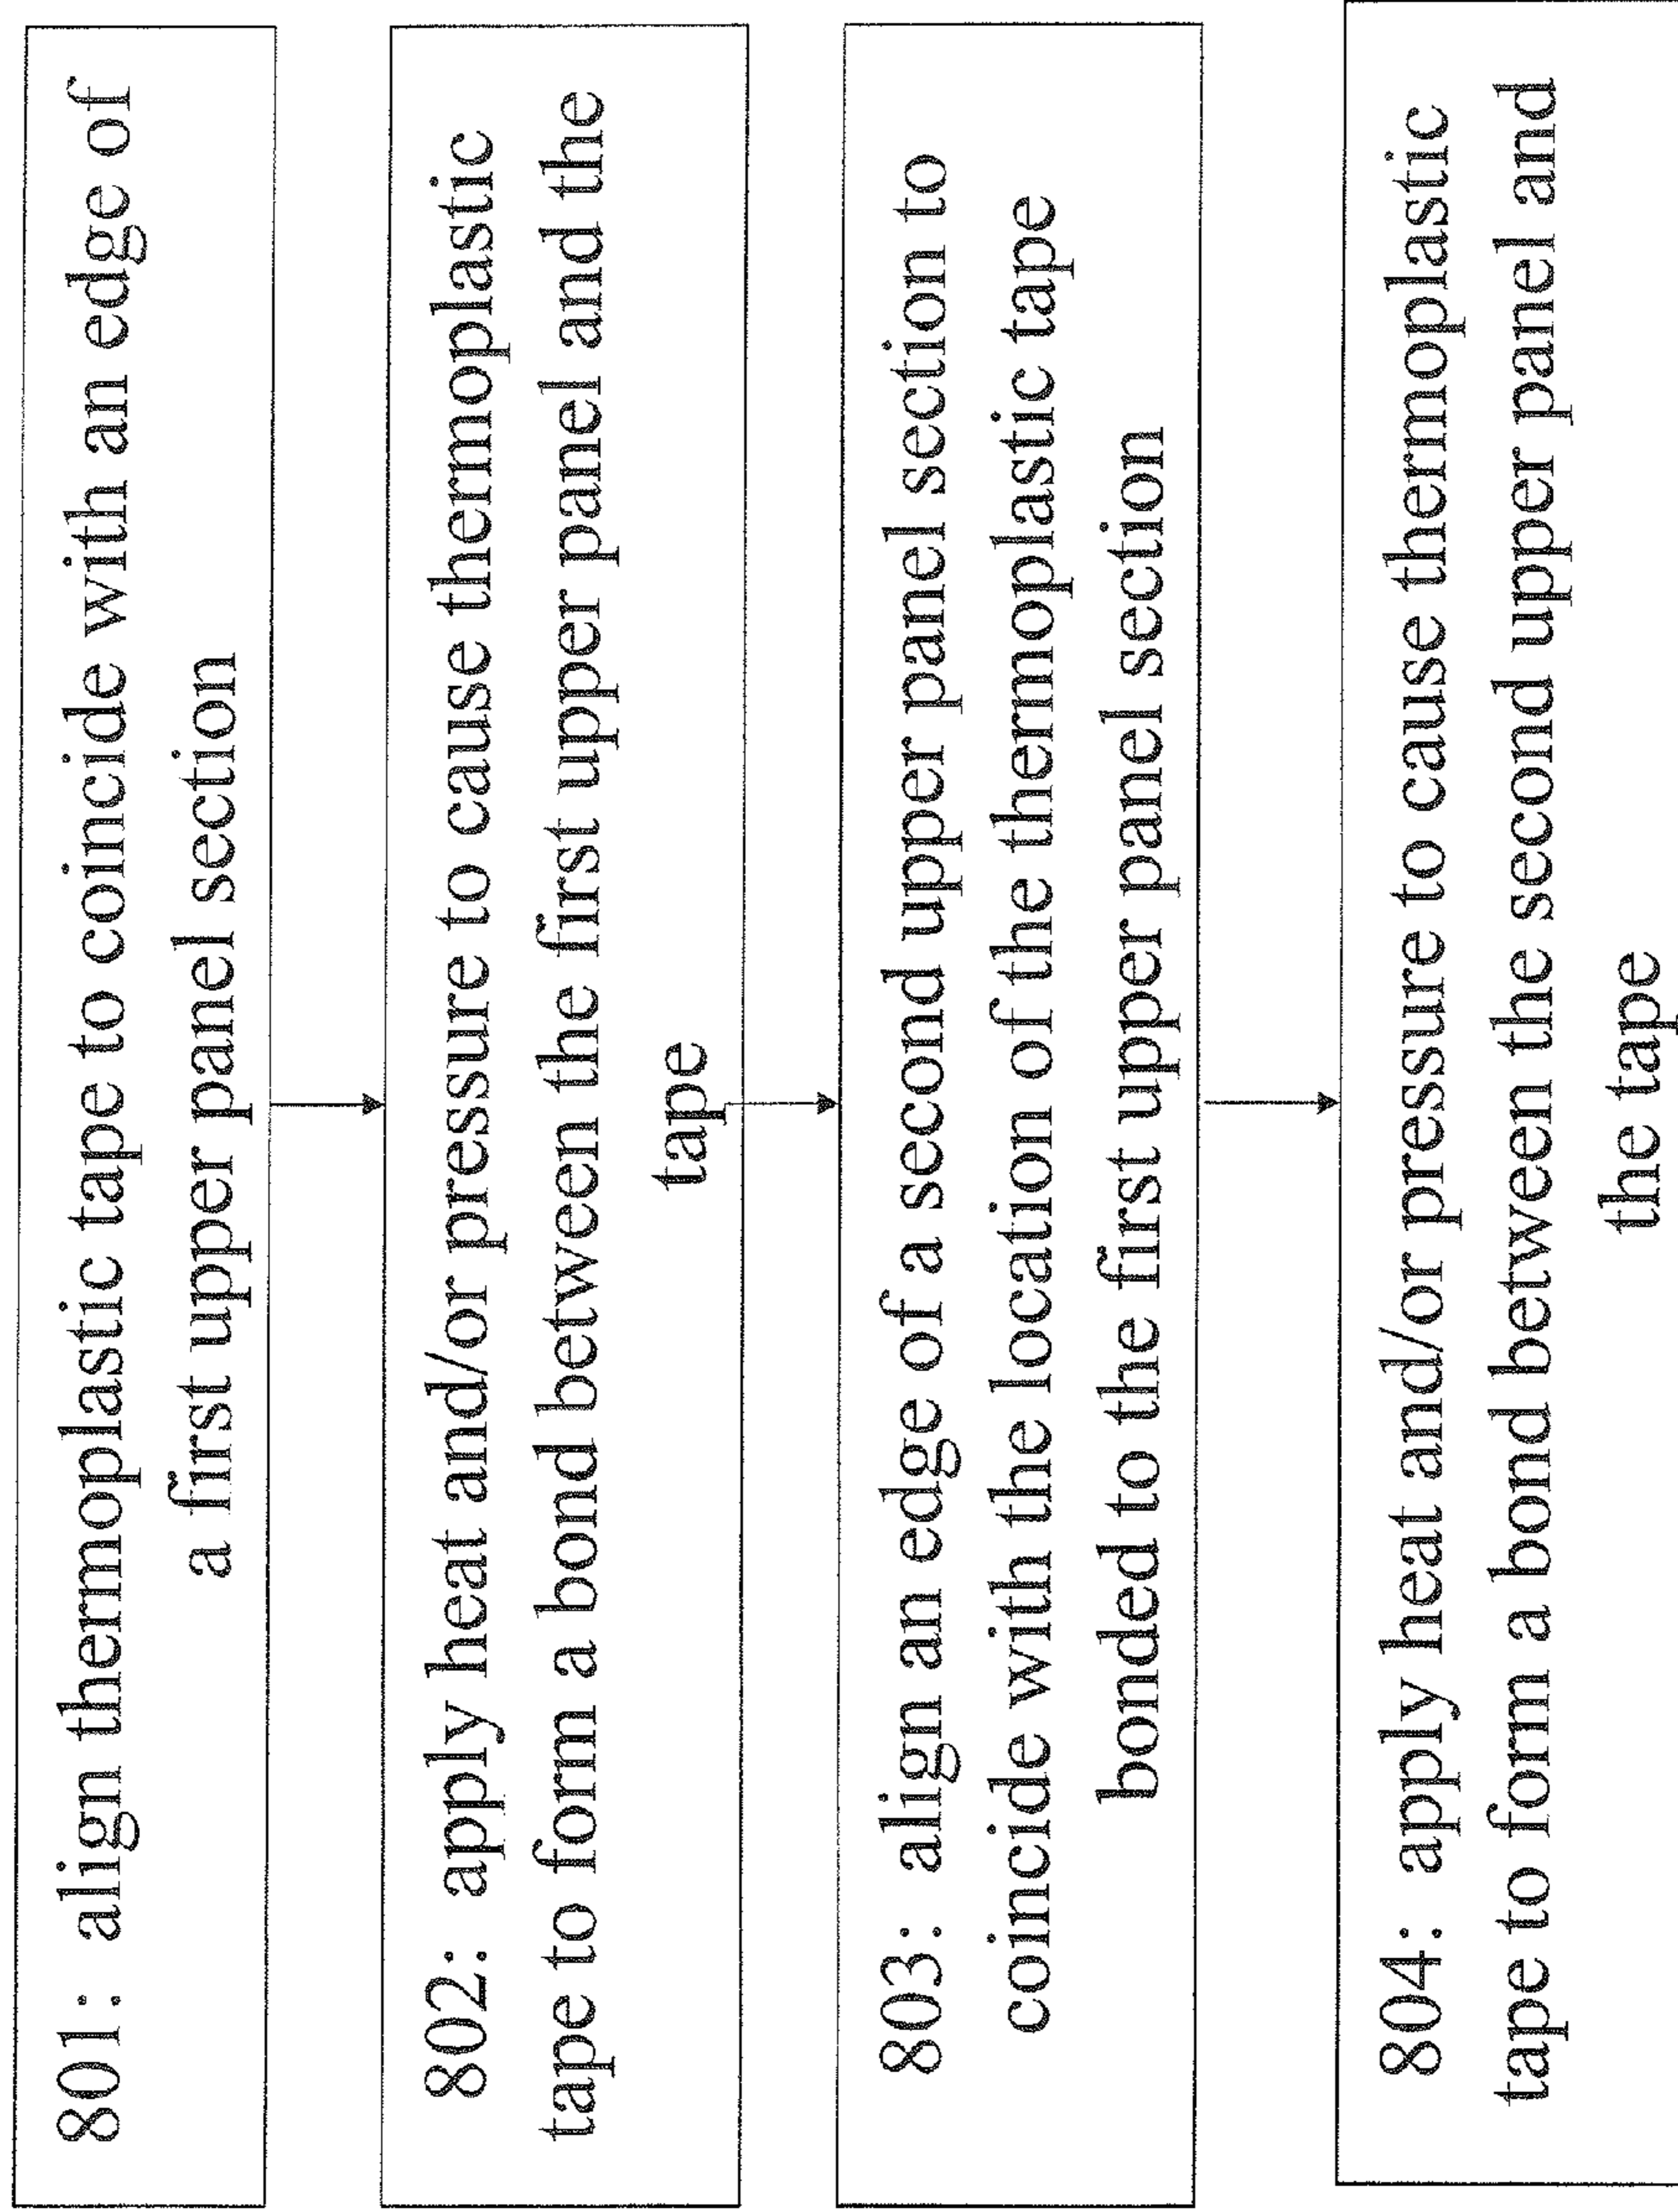 801: align thermoplastic tape to coincide with an edge of
a first upper panel section
802: apply heat and/or pressure to cause thermoplastic
tape to form a bond between the first upper panel and the
tape
803: align an edge of a second upper panel section to
coincide with the location of the thermoplastic tape
bonded to the first upper panel section
804: apply heat and/or pressure to cause thermoplastic
tape to form a bond between the second upper panel and
the tape